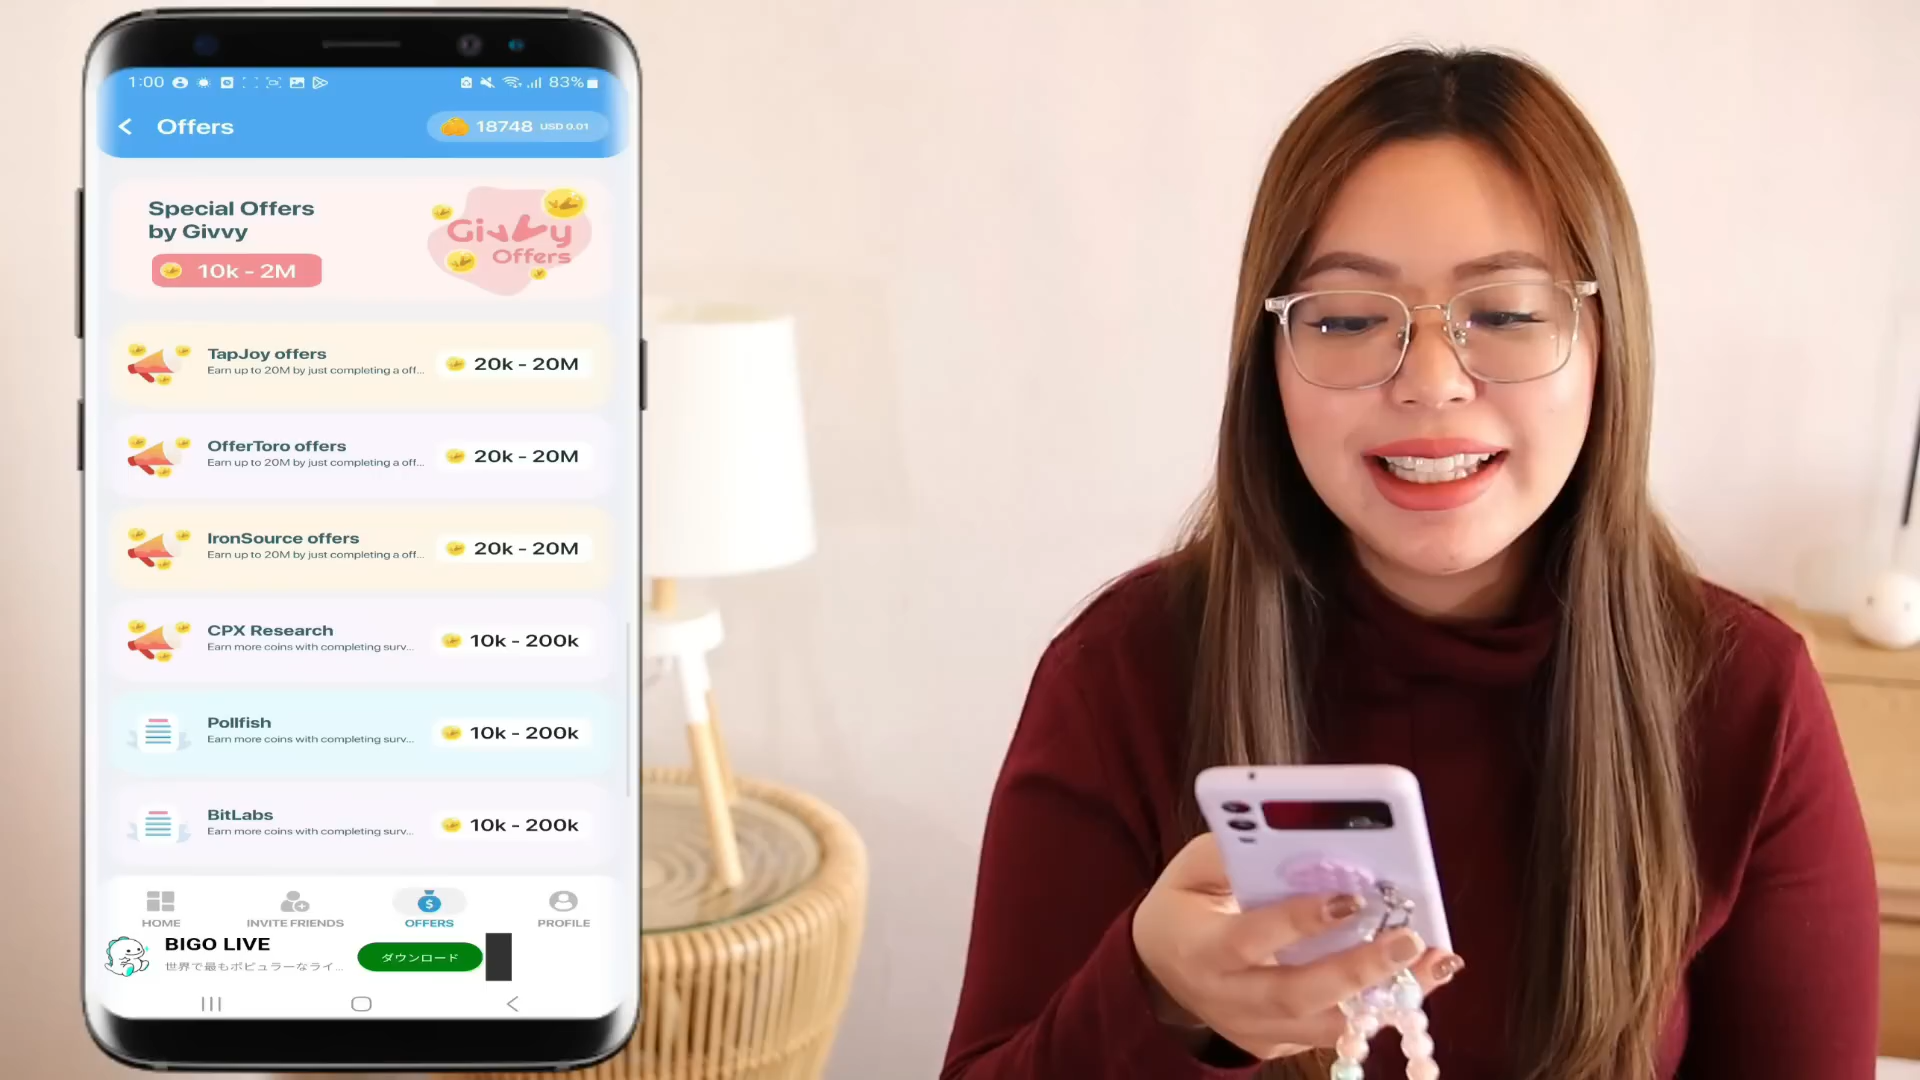 1:00
83%
Offers
18748 USD 0.01
Special Offers
by Givvy
10k - 2M
Givvy
Offers
TapJoy offers
Earn up to 20M by just completing a off...
20k - 20M
OfferToro offers
Earn up to 20M by just completing a off...
20k - 20M
IronSource offers
Earn up to 20M by just completing a off...
20k - 20M
CPX Research
Earn more coins with completing surv...
10k - 200k
Pollfish
Earn more coins with completing surv...
10k - 200k
BitLabs
Earn more coins with completing surv...
10k - 200k
HOME
INVITE FRIENDS
OFFERS
PROFILE
BIGO LIVE
世界で最もポピュラーなライ...
ダウンロード